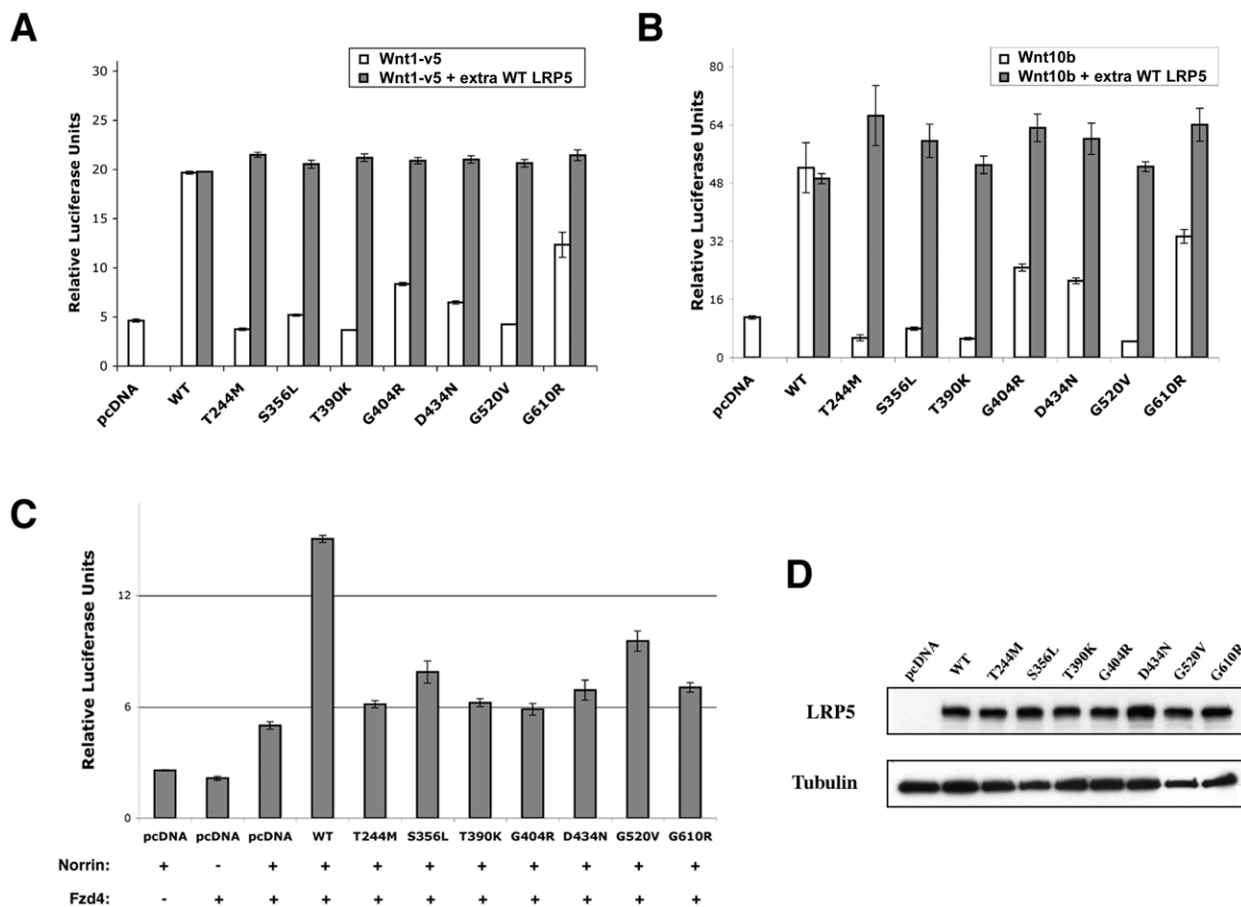 A
Wnt1-v5
Wnt1-v5 + extra WT LRP5
Relative Luciferase Units
30
25
20
15
10
5
0
pcDNA WT T244M S356L T390K G404R D434N G520V G610R
B
Wnt10b
Wnt10b + extra WT LRP5
Relative Luciferase Units
80
64
48
32
16
0
pcDNA WT T244M S356L T390K G404R D434N G520V G610R
C
Relative Luciferase Units
12
6
0
pcDNA pcDNA pcDNA WT T244M S356L T390K G404R D434N G520V G610R
Norrin: + - + + + + + + + + +
Fzd4: - + + + + + + + + + +
D
pcDNA WT T244M S356L T390K G404R D434N G520V G610R
LRP5
Tubulin